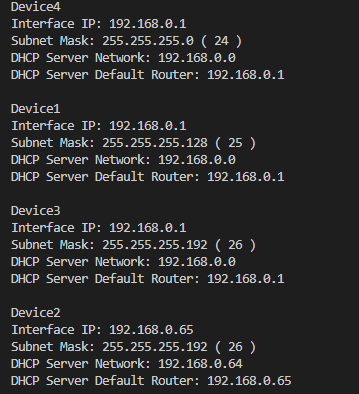 Device4
Interface IP: 192.168.0.1
Subnet Mask: 255.255.255.0 ( 24 )
DHCP Server Network: 192.168.0.0
DHCP Server Default Router: 192.168.0.1

Device1
Interface IP: 192.168.0.1
Subnet Mask: 255.255.255.128 ( 25 )
DHCP Server Network: 192.168.0.0
DHCP Server Default Router: 192.168.0.1

Device3
Interface IP: 192.168.0.1
Subnet Mask: 255.255.255.192 ( 26 )
DHCP Server Network: 192.168.0.0
DHCP Server Default Router: 192.168.0.1

Device2
Interface IP: 192.168.0.65
Subnet Mask: 255.255.255.192 ( 26 )
DHCP Server Network: 192.168.0.64
DHCP Server Default Router: 192.168.0.65